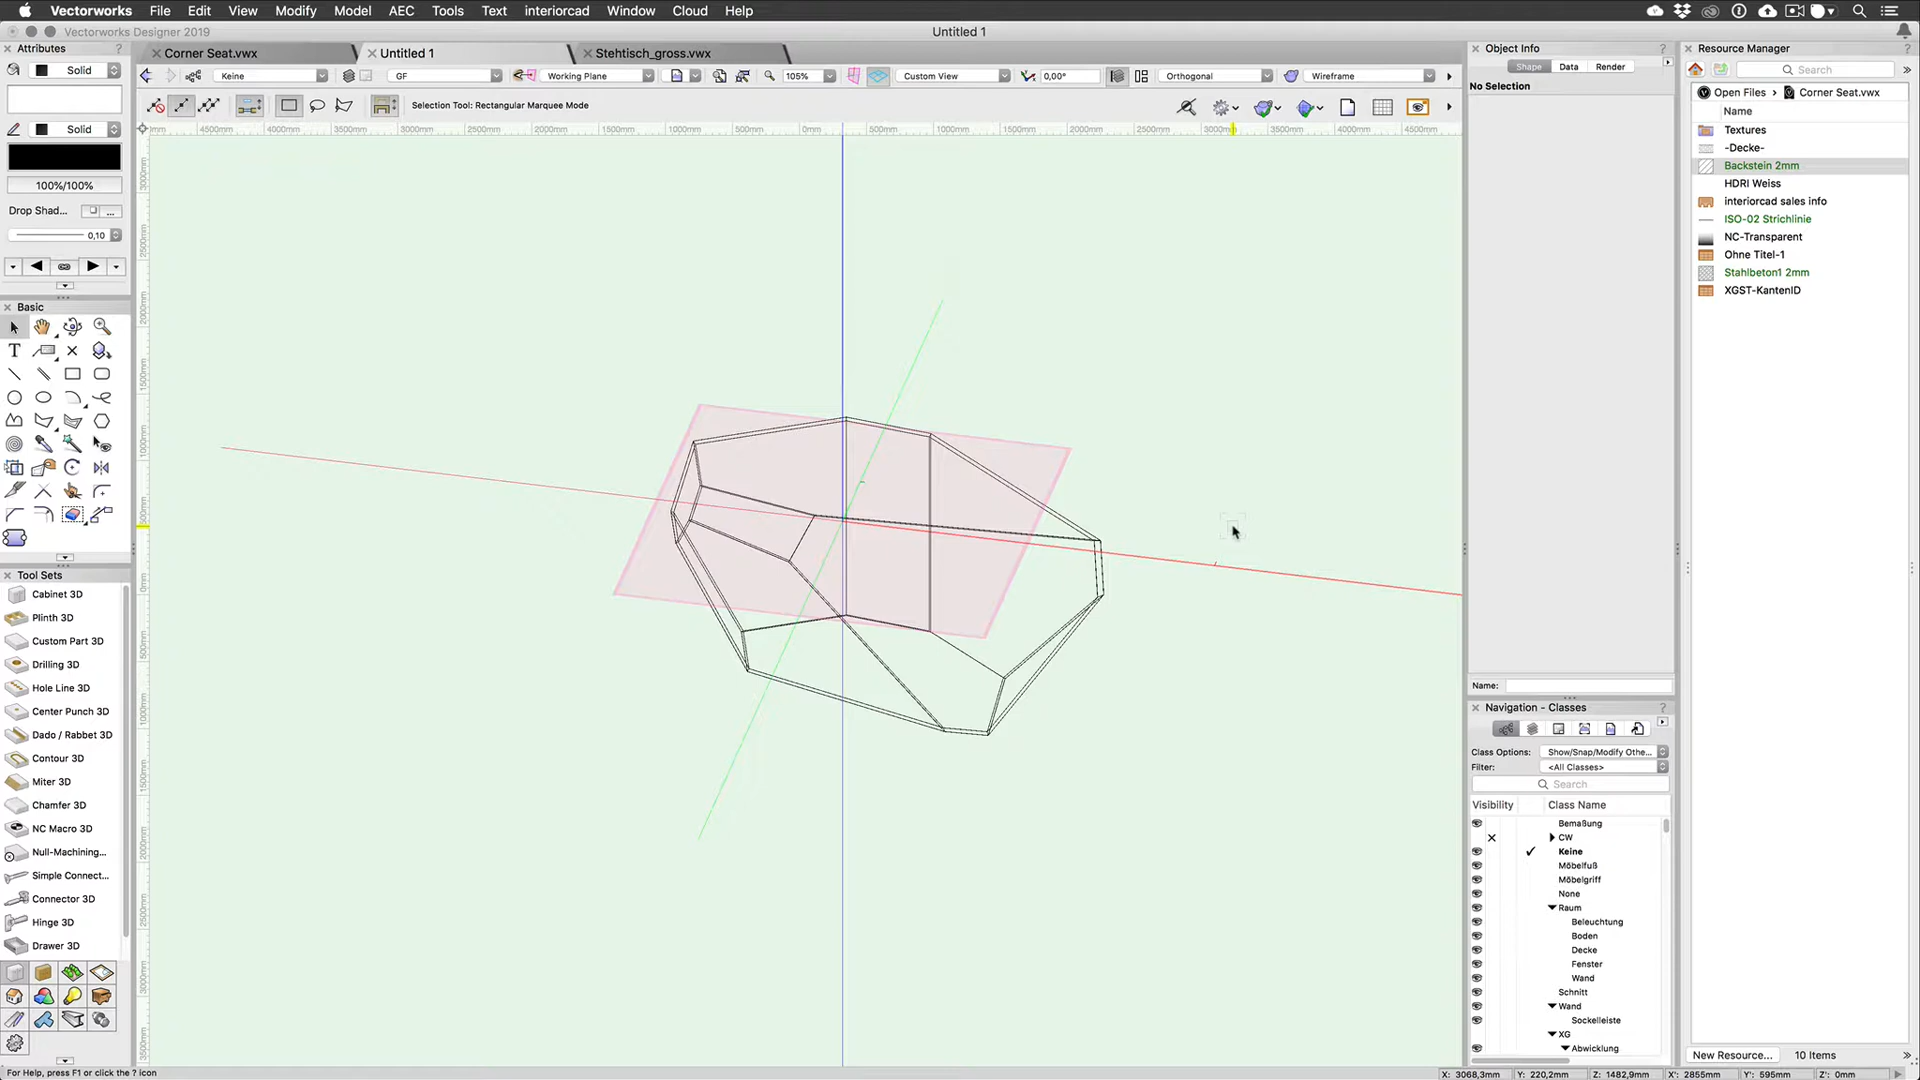 Vectorworks File Edit View Modify Model AEC Tools Text interiorcad Window Cloud Help
Vectorworks Designer 2019
Untitled 1
Attributes
Corner Seat.vwx
Untitled 1
Stehtisch_gross.vwx
Object Info
Resource Manager
Solid
Keine
GF
Working Plane
105%
Custom View
0,00°
Orthogonal
Wireframe
Shape Data Render
Search
No Selection
Open Files
Corner Seat.vwx
Selection Tool: Rectangular Marquee Mode
Name
Solid
100%/100%
Drop Shad...
0,10
Textures
-Decke-
Backstein 2mm
HDRI Weiss
interiorcad sales info
ISO-02 Strichlinie
NC-Transparent
Ohne Titel-1
Stahlbeton1 2mm
XGST-KantenID
Basic
Tool Sets
Cabinet 3D
Plinth 3D
Custom Part 3D
Drilling 3D
Hole Line 3D
Center Punch 3D
Dado / Rabbet 3D
Contour 3D
Miter 3D
Chamfer 3D
NC Macro 3D
Null-Machining...
Simple Connect...
Connector 3D
Hinge 3D
Drawer 3D
Name:
Navigation - Classes
Class Options:
Show/Snap/Modify Othe...
Filter:
<All Classes>
Search
Visibility
Class Name
Bemaßung
CW
Keine
Möbelfuß
Möbelgriff
None
Raum
Beleuchtung
Boden
Decke
Fenster
Wand
Schnitt
Wand
Sockelleiste
XG
Abwicklung
New Resource...
10 Items
For Help, press F1 or click the ? icon
X: 3068,3mm Y: 220,2mm Z: 1482,9mm X': 2855mm Y': 595mm Z': 0mm